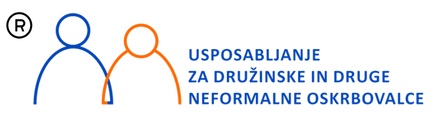 ®
USPOSABLJANJE
ZA DRUŽINSKE IN DRUGE
NEFORMALNE OSKRBOVALCE